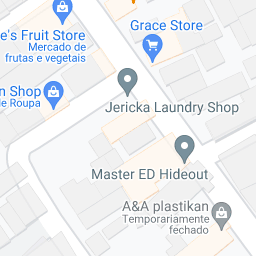 e's Fruit Store
Mercado de
frutas e vegetais
Grace Store
n Shop
de Roupa
Jericka Laundry Shop
Master ED Hideout
A&A plastikan
Temporariamente
fechado